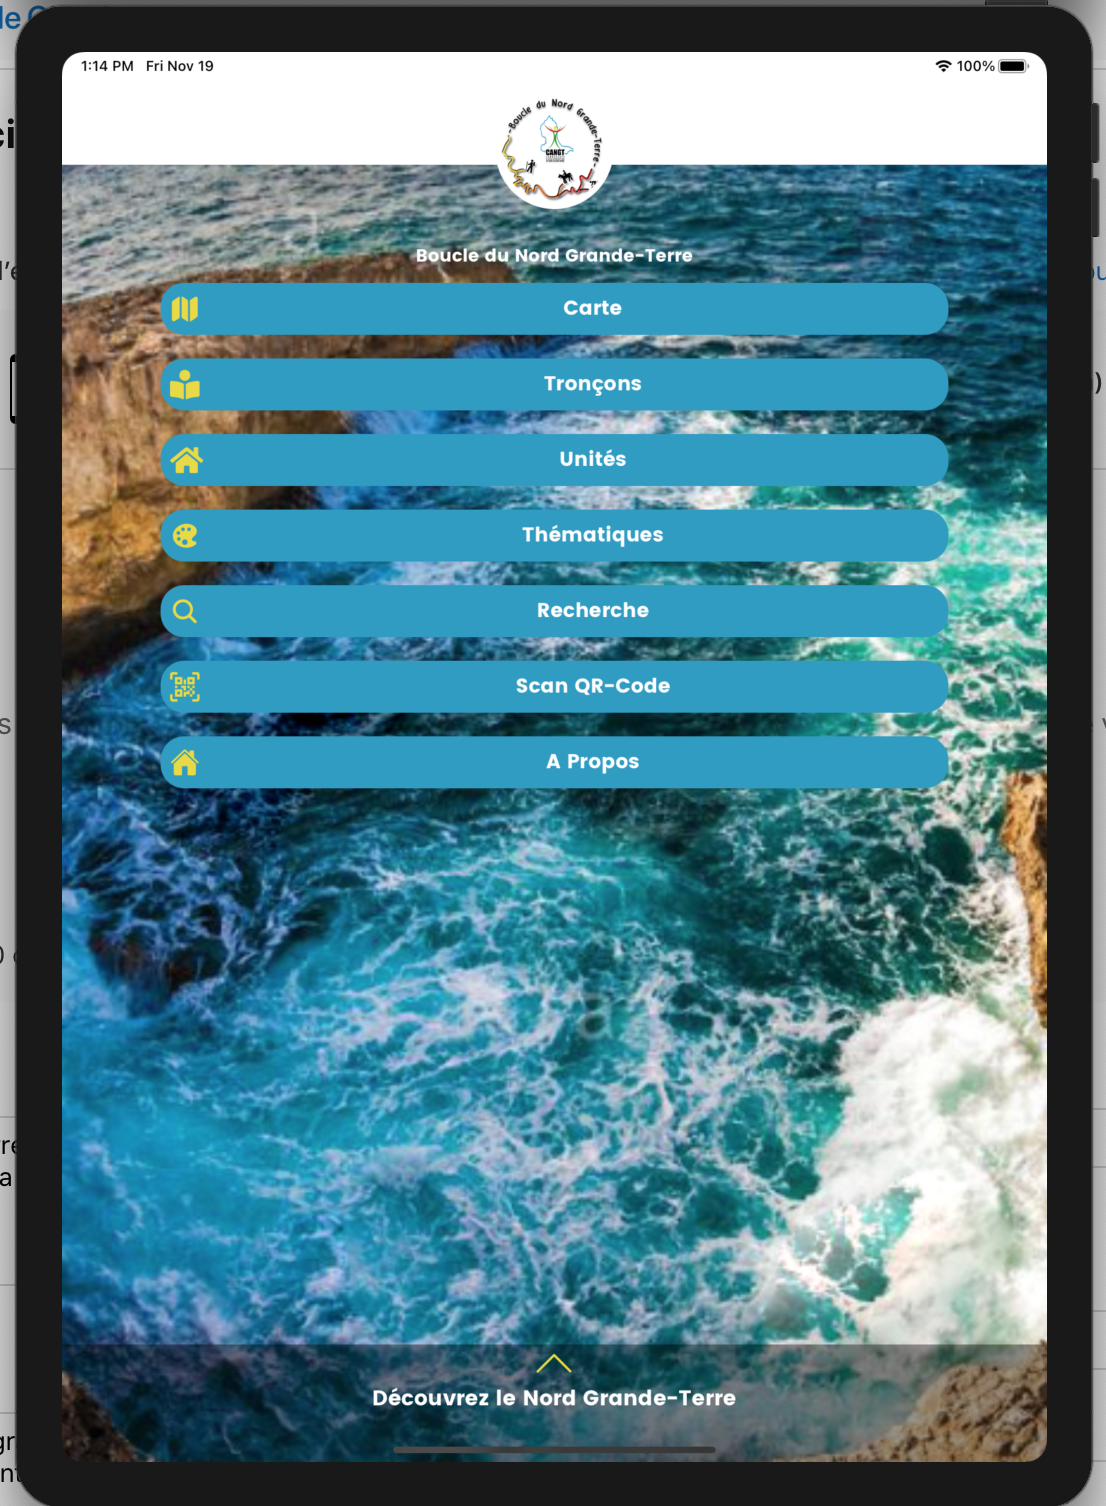 1:14 PM Fri Nov 19
100%
-Boucle du Nord Grande-Terre-
CANGT
Boucle du Nord Grande-Terre
Carte
Tronçons
Unités
Thématiques
Recherche
Scan QR-Code
A Propos
Découvrez le Nord Grande-Terre